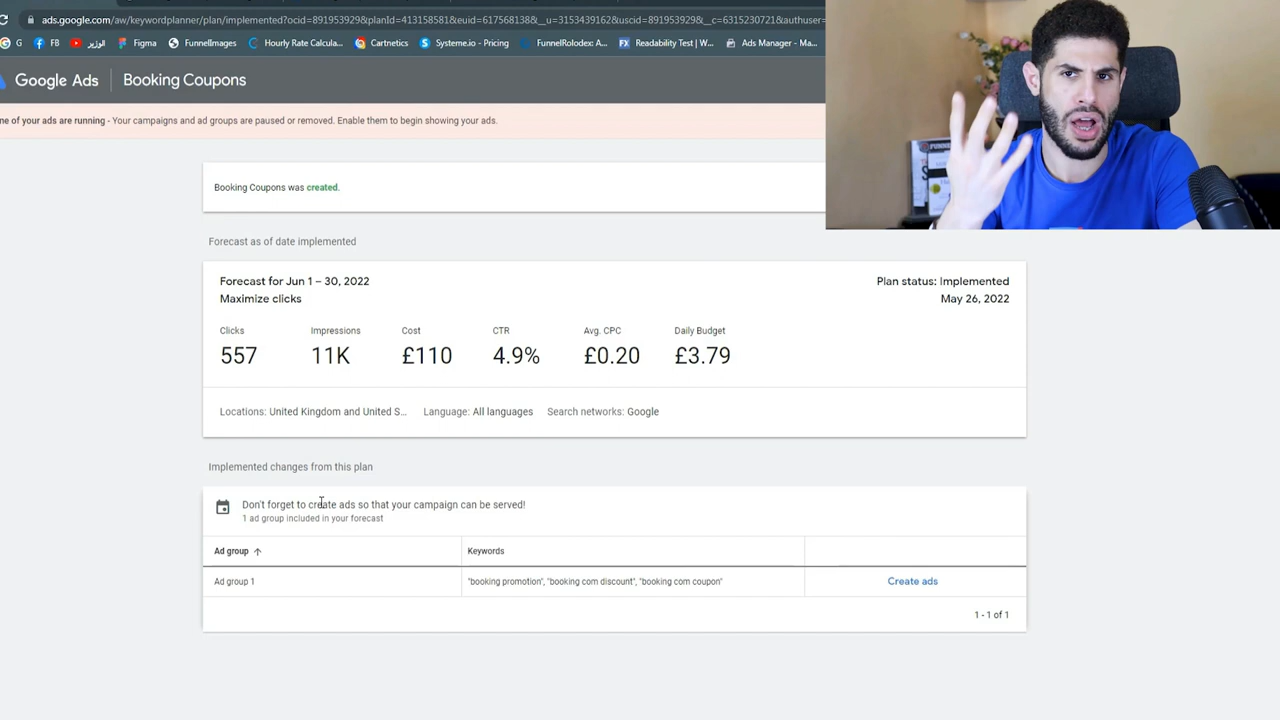 ads.google.com/aw/keywordplanner/plan/implemented?ocid=891953929&planId=413158581&euid=617568138&__u=3153439162&uscid=891953929&__c=6315230721&authuser=
G FB الوزير Figma FunnelImages Hourly Rate Calcula... Cartnetics Systeme.io - Pricing FunnelRolodex: A... Readability Test | W... Ads Manager - Ma...
Google Ads Booking Coupons
ne of your ads are running - Your campaigns and ad groups are paused or removed. Enable them to begin showing your ads.
Booking Coupons was created.
Forecast as of date implemented
Forecast for Jun 1 – 30, 2022 Plan status: Implemented
Maximize clicks May 26, 2022
Clicks Impressions Cost CTR Avg. CPC Daily Budget
557 11K £110 4.9% £0.20 £3.79
Locations: United Kingdom and United S... Language: All languages Search networks: Google
Implemented changes from this plan
Don't forget to create ads so that your campaign can be served!
1 ad group included in your forecast
Ad group Keywords
Ad group 1 "booking promotion", "booking com discount", "booking com coupon" Create ads
1 - 1 of 1